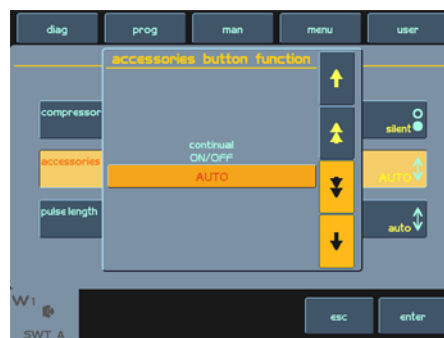 diag prog man menu user
accessories button function
compressor
silent
continual
ON/OFF
accessories AUTO AUTO
pulse length
auto
W1
SWT A
esc enter